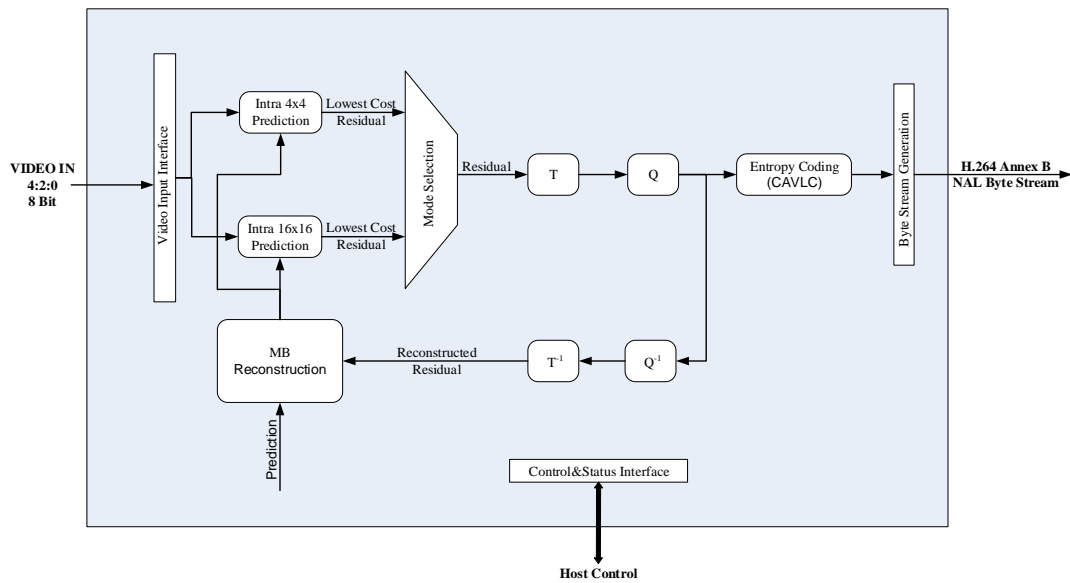 VIDEO IN
4:2:0
8 Bit
Video Input Interface
Intra 4x4
Prediction
Lowest Cost
Residual
Intra 16x16
Prediction
Lowest Cost
Residual
Mode Selection
Residual
T
Q
Entropy Coding
(CAVLC)
Byte Stream Generation
H.264 Annex B
NAL Byte Stream
MB
Reconstruction
Reconstructed
Residual
T⁻¹
Q⁻¹
Prediction
Control&Status Interface
Host Control